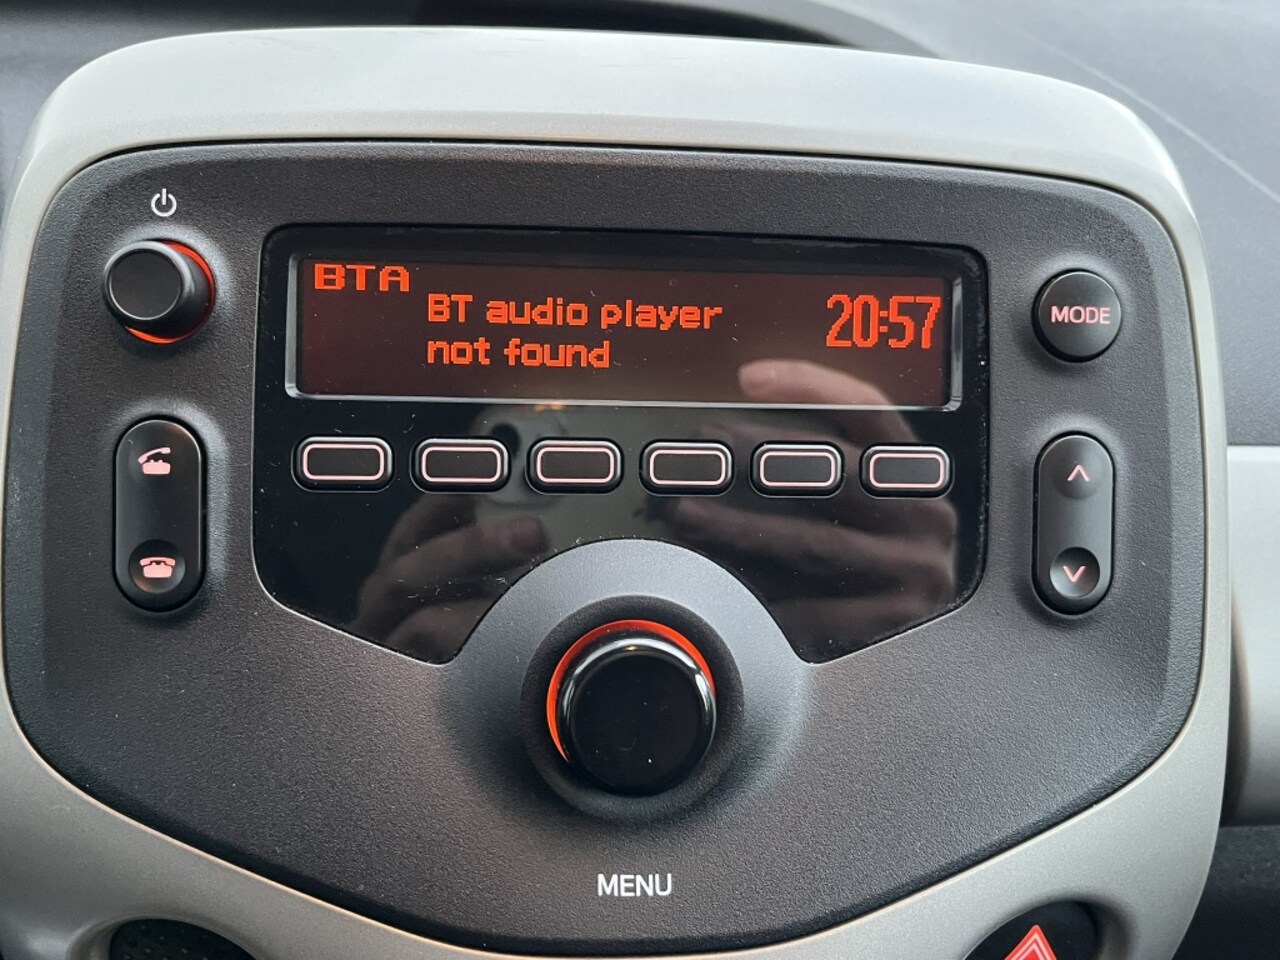 BTA
BT audio player
not found
20:57
MODE
MENU